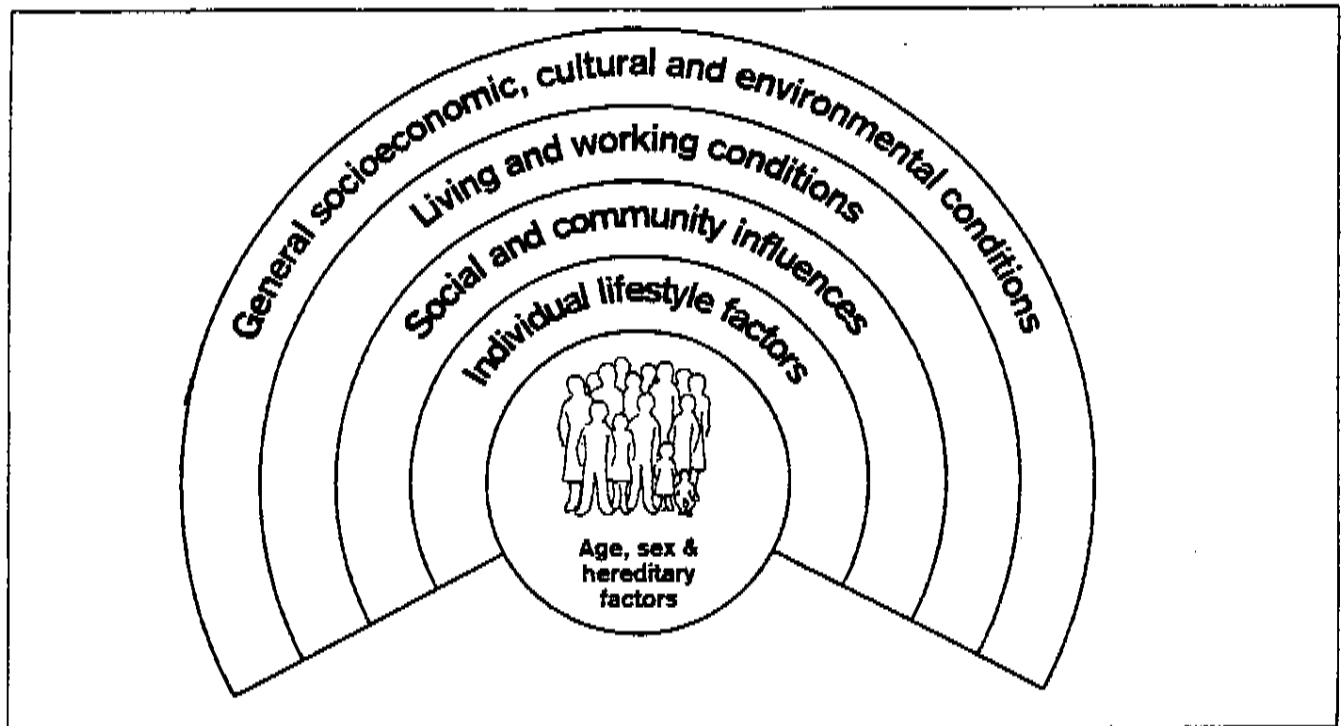 General socioeconomic, cultural and environmental conditions
Living and working conditions
Social and community influences
Individual lifestyle factors
Age, sex &
hereditary
factors